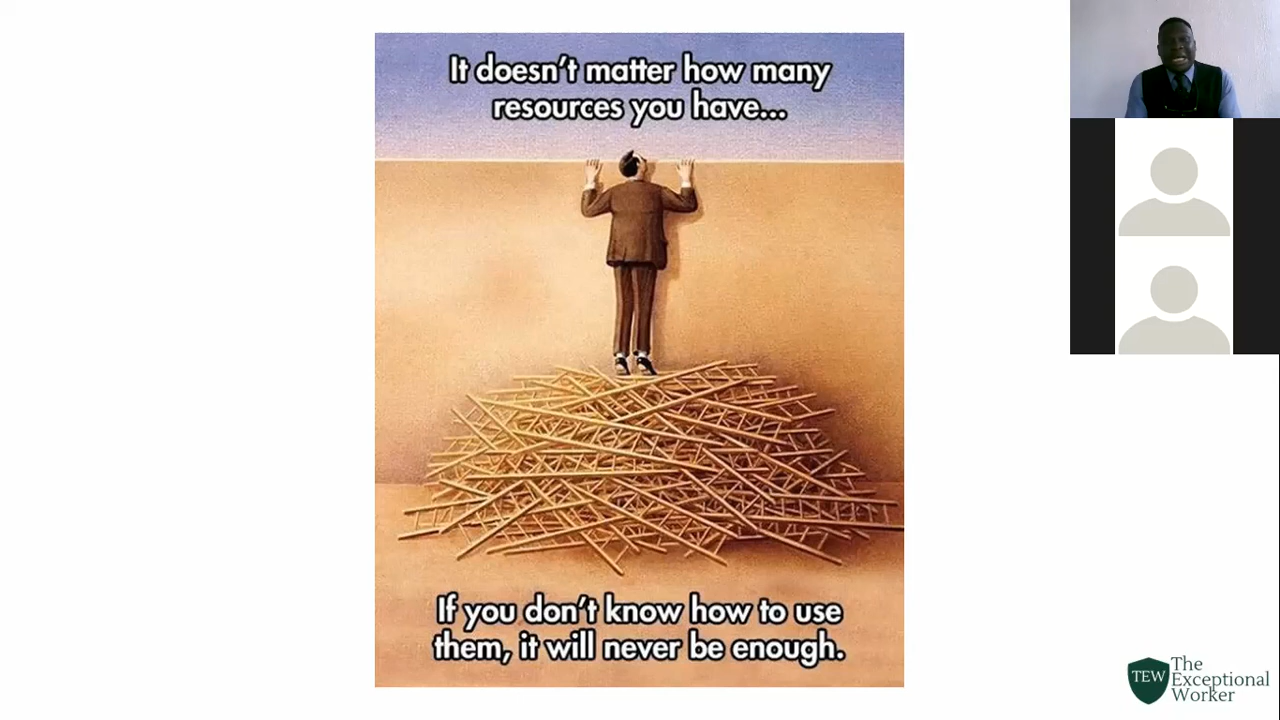 It doesn't matter how many
resources you have...
If you don't know how to use
them, it will never be enough.
TEW
The
Exceptional
Worker